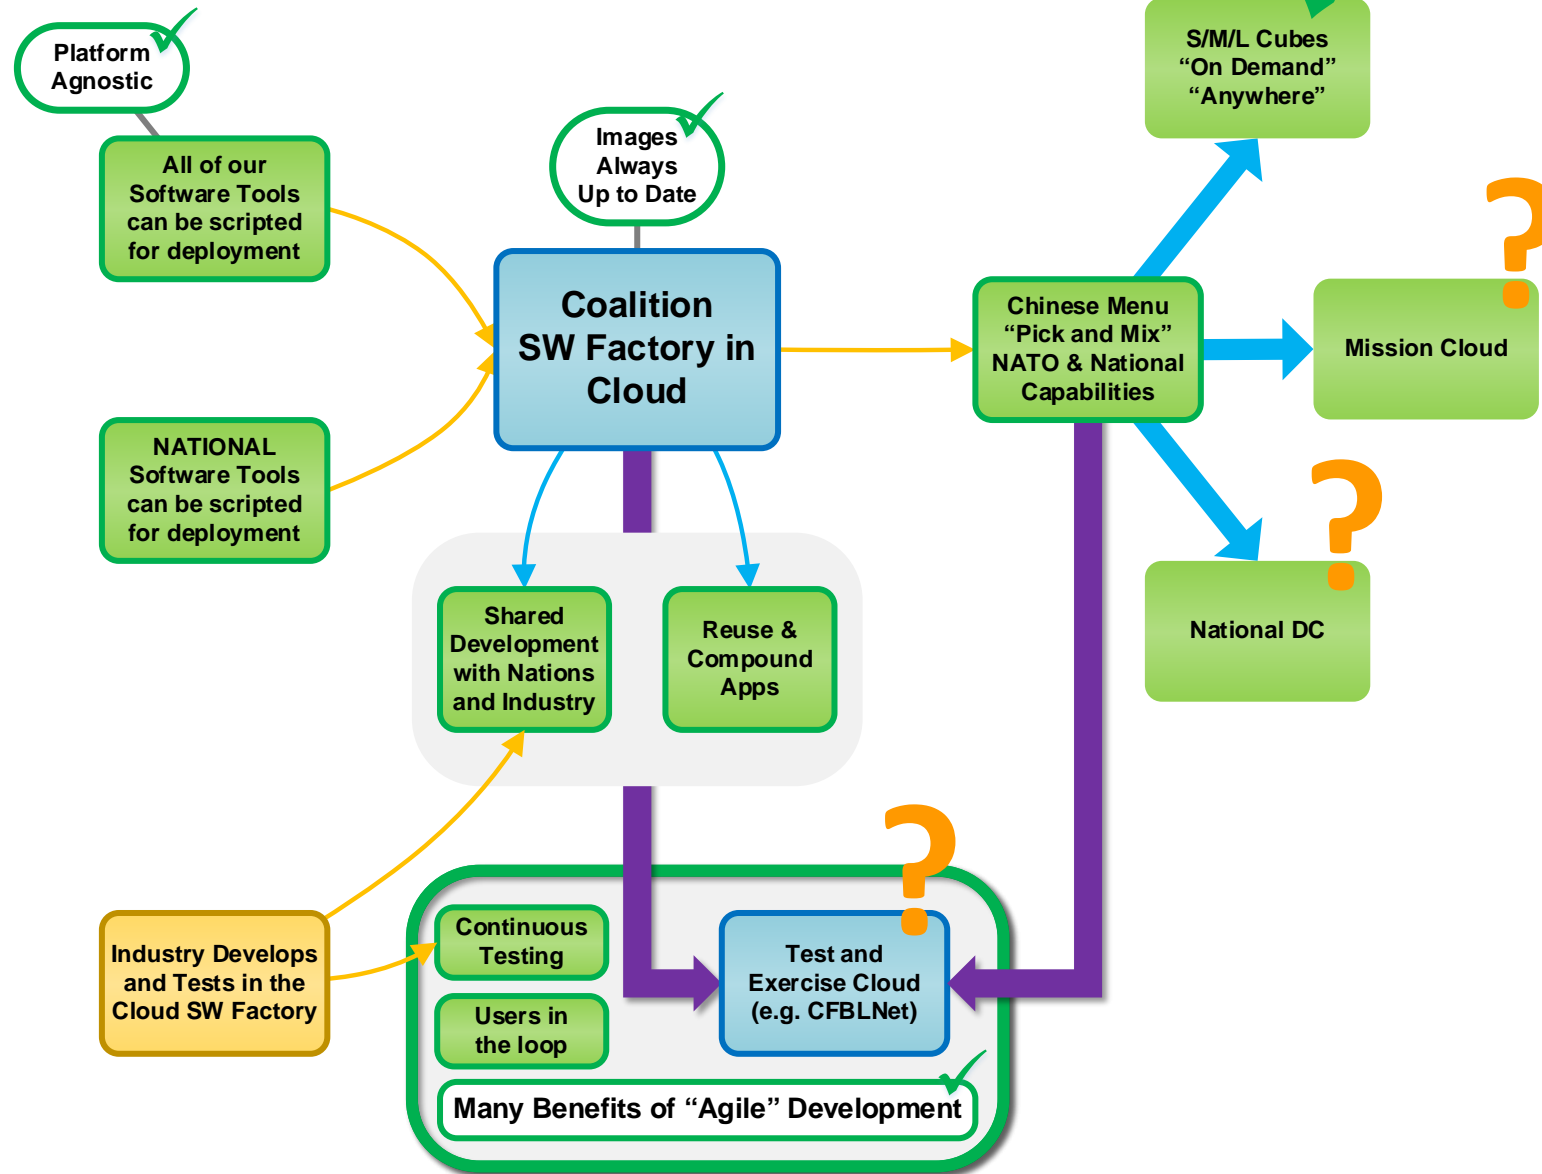 Platform
Agnostic
All of our
Software Tools
can be scripted
for deployment
Images
Always
Up to Date
S/M/L Cubes
“On Demand”
“Anywhere”
?
Coalition
SW Factory in
Cloud
Chinese Menu
“Pick and Mix”
NATO & National
Capabilities
Mission Cloud
NATIONAL
Software Tools
can be scripted
for deployment
?
National DC
Shared
Development
with Nations
and Industry
Reuse &
Compound
Apps
?
Industry Develops
and Tests in the
Cloud SW Factory
Continuous
Testing
Users in
the loop
Test and
Exercise Cloud
(e.g. CFBLNet)
Many Benefits of “Agile” Development